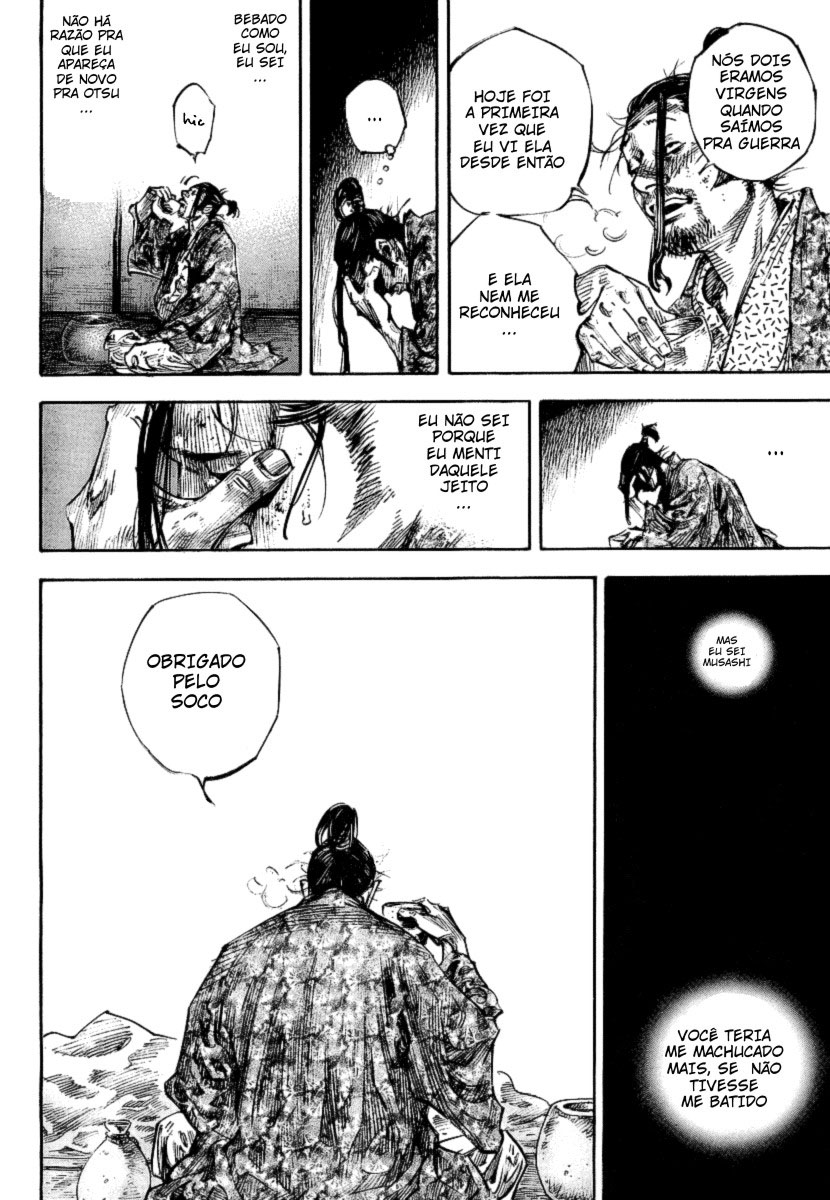 NÓS DOIS
ERAMOS
VIRGENS
QUANDO
SAÍMOS
PRA GUERRA
HOJE FOI
A PRIMEIRA
VEZ QUE
EU VI ELA
DESDE ENTÃO
E ELA
NEM ME
RECONHECEU
...
...
BEBADO
COMO
EU SOU,
EU SEI
...
NÃO HÁ
RAZÃO PRA
QUE EU
APAREÇA
DE NOVO
PRA OTSU
...
hic
...
EU NÃO SEI
PORQUE
EU MENTI
DAQUELE
JEITO
...
MAS
EU SEI
MUSASHI
VOCÊ TERIA
ME MACHUCADO
MAIS, SE NÃO
TIVESSE
ME BATIDO
OBRIGADO
PELO
SOCO